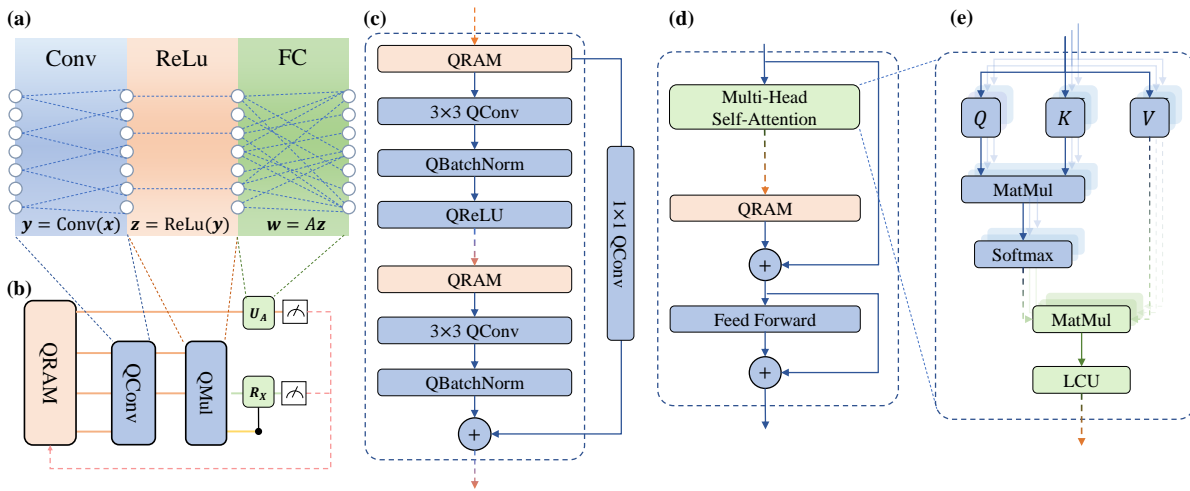 (a)
Conv
ReLu
FC
y = Conv(x)
z = ReLu(y)
w = Az
(b)
QRAM
QConv
QMul
U_A
R_X
(c)
QRAM
3×3 QConv
QBatchNorm
QReLU
QRAM
3×3 QConv
QBatchNorm
+
1×1 QConv
(d)
Multi-Head
Self-Attention
QRAM
+
Feed Forward
+
(e)
Q
K
V
MatMul
Softmax
MatMul
LCU